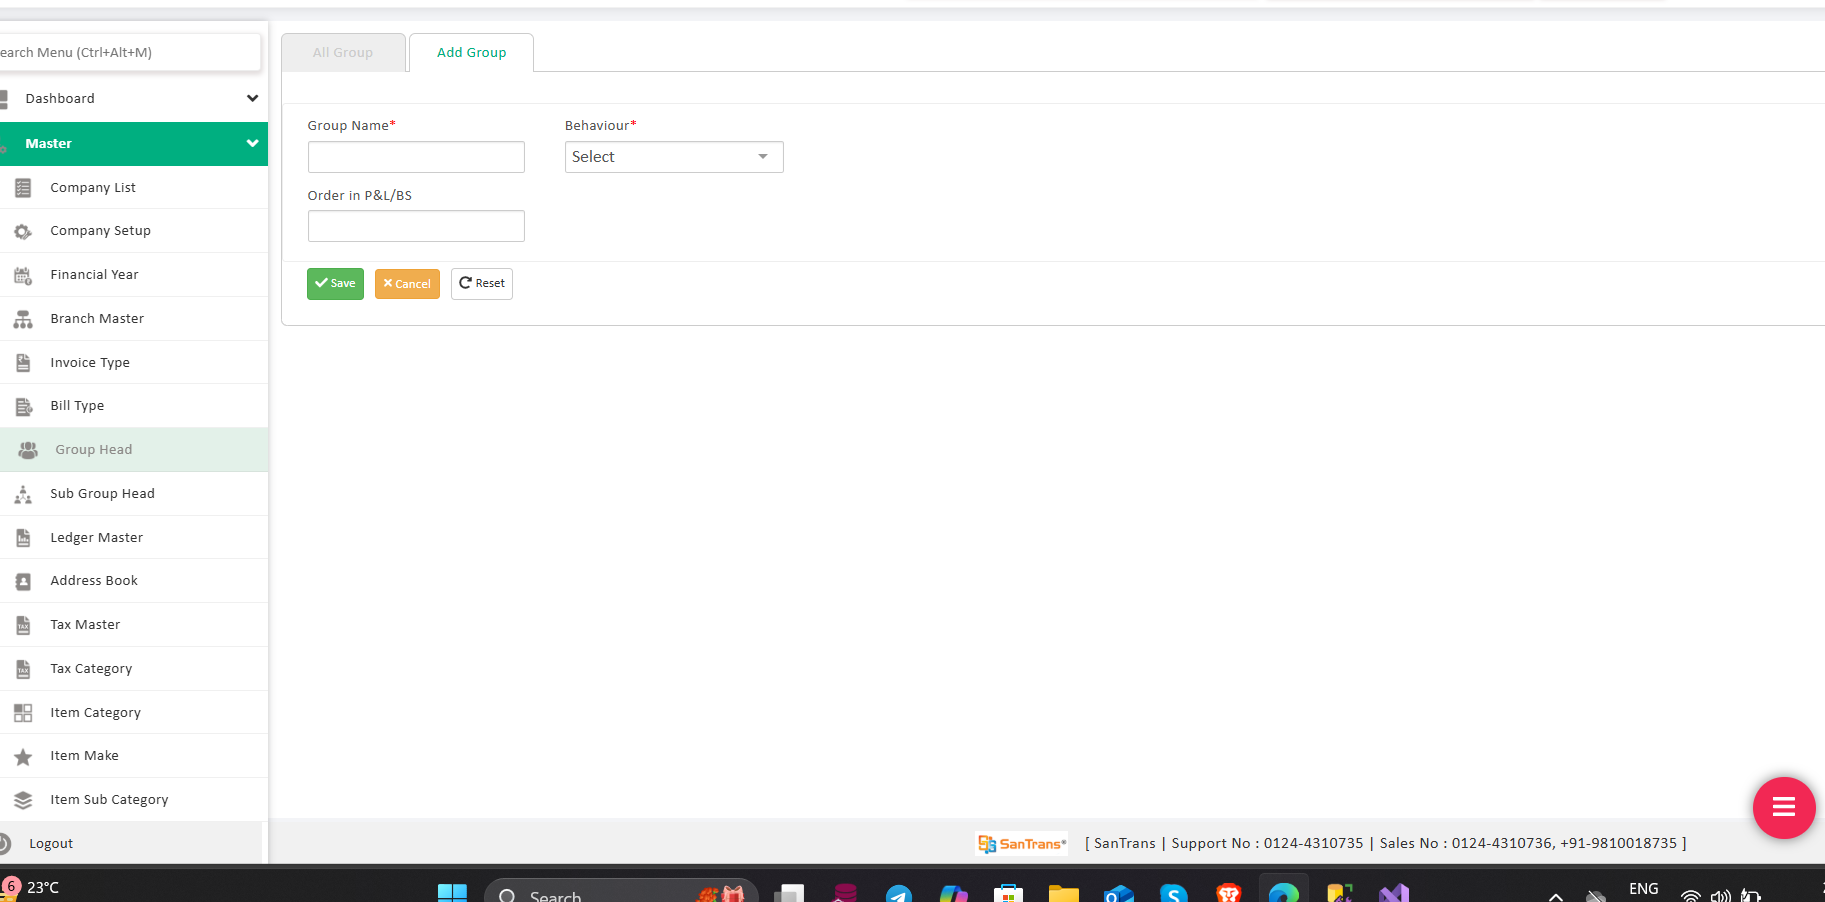 earch Menu (Ctrl+Alt+M)
Dashboard
Master
Company List
Company Setup
Financial Year
Branch Master
Invoice Type
Bill Type
Group Head
Sub Group Head
Ledger Master
Address Book
Tax Master
Tax Category
Item Category
Item Make
Item Sub Category
Logout
All Group
Add Group
Group Name*
Behaviour*
Select
Order in P&L/BS
Save
Cancel
Reset
SanTrans
[ SanTrans | Support No : 0124-4310735 | Sales No : 0124-4310736, +91-9810018735 ]
6
23°C
Search
ENG